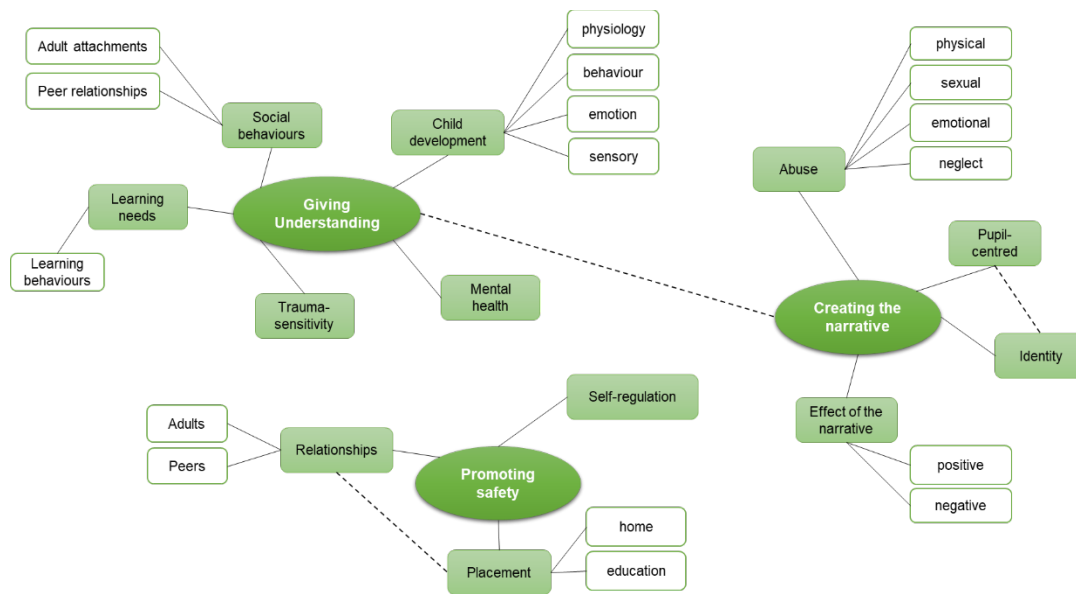 Adult attachments
Peer relationships
Social
behaviours
Child
development
physiology
behaviour
emotion
sensory
Giving
Understanding
Learning
needs
Learning
behaviours
Trauma-
sensitivity
Mental
health
physical
sexual
emotional
neglect
Abuse
Pupil-
centred
Creating the
narrative
Identity
Effect of the
narrative
positive
negative
Self-regulation
Adults
Peers
Relationships
Promoting
safety
Placement
home
education